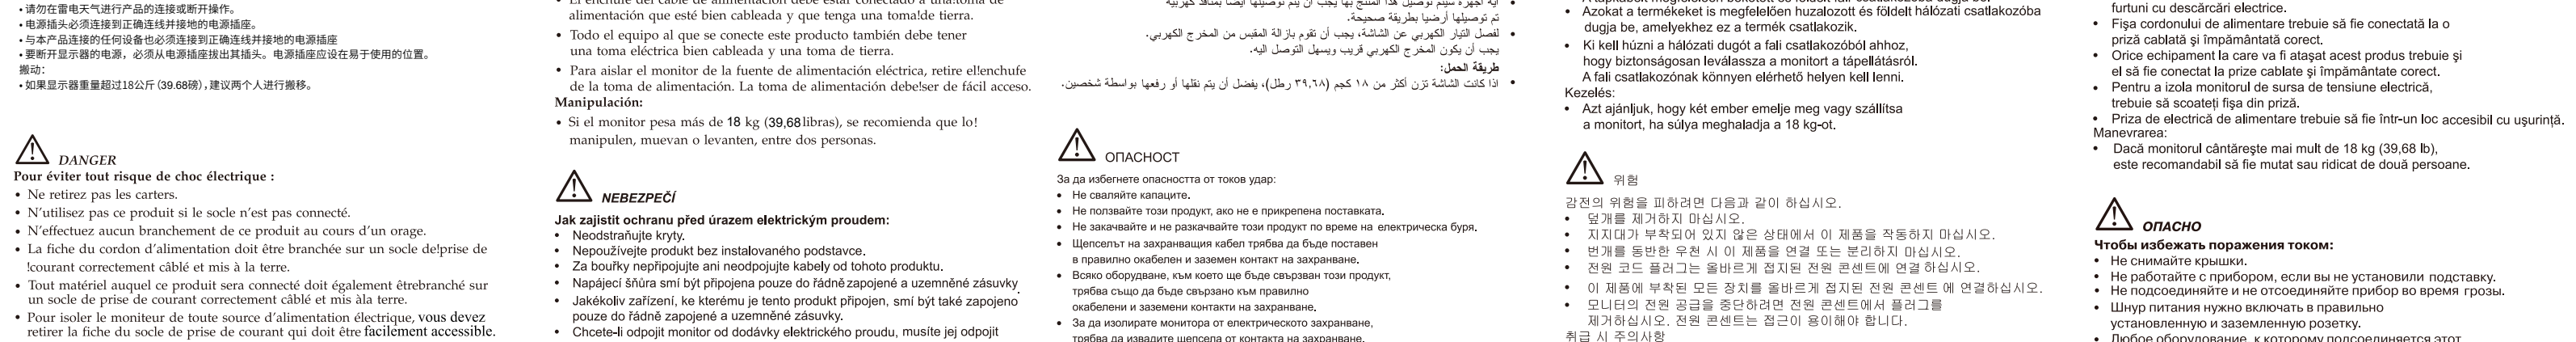 • 请勿在雷电天气进行产品的连接或断开操作。
• 电源插头必须连接到正确连线并接地的电源插座。
• 与本产品连接的任何设备也必须连接到正确连线并接地的电源插座
• 要断开显示器的电源，必须从电源插座拔出其插头。电源插座应设在易于使用的位置。
搬动：
• 如果显示器重量超过18公斤 (39.68磅)，建议两个人进行搬移。
DANGER
Pour éviter tout risque de choc électrique :
• Ne retirez pas les carters.
• N’utilisez pas ce produit si le socle n’est pas connecté.
• N’effectuez aucun branchement de ce produit au cours d’un orage.
• La fiche du cordon d’alimentation doit être branchée sur un socle de!prise de
!courant correctement câblé et mis à la terre.
• Tout matériel auquel ce produit sera connecté doit également êtrebranché sur
un socle de prise de courant correctement câblé et mis àla terre.
• Pour isoler le moniteur de toute source d’alimentation électrique, vous devez
retirer la fiche du socle de prise de courant qui doit être facilement accessible.
• El enchufe del cable de alimentación debe estar conectado a una!toma de
alimentación que esté bien cableada y que tenga una toma!de tierra.
• Todo el equipo al que se conecte este producto también debe tener
una toma eléctrica bien cableada y una toma de tierra.
• Para aislar el monitor de la fuente de alimentación eléctrica, retire el!enchufe
de la toma de alimentación. La toma de alimentación debe!ser de fácil acceso.
Manipulación:
• Si el monitor pesa más de 18 kg (39,68 libras), se recomienda que lo!
manipulen, muevan o levanten, entre dos personas.
NEBEZPEČÍ
Jak zajistit ochranu před úrazem elektrickým proudem:
• Neodstraňujte kryty.
• Nepoužívejte produkt bez instalovaného podstavce.
• Za bouřky nepřipojujte ani neodpojujte kabely od tohoto produktu.
• Napájecí šňůra smí být připojena pouze do řádně zapojené a uzemněné zásuvky.
• Jakékoliv zařízení, ke kterému je tento produkt připojen, smí být také zapojeno
pouze do řádně zapojené a uzemněné zásuvky.
• Chcete-li odpojit monitor od dodávky elektrického proudu, musíte jej odpojit
• أية أجهزة سيتم توصيل هذا المنتج بها يجب أن يتم توصيلها أيضا بمنافذ كهربية
تم توصيلها أرضيا بطريقة صحيحة.
• لفصل التيار الكهربي عن الشاشة، يجب أن تقوم بازالة المقبس من المخرج الكهربي.
يجب أن يكون المخرج الكهربي قريب ويسهل التوصل اليه.
طريقة الحمل:
• اذا كانت الشاشة تزن أكثر من ١٨ كجم (٣٩,٦٨ رطل)، يفضل أن يتم نقلها أو رفعها بواسطة شخصين.
ОПАСНОСТ
За да избегнете опасността от токов удар:
• Не сваляйте капаците.
• Не ползвайте този продукт, ако не е прикрепена поставката.
• Не закачвайте и не разкачвайте този продукт по време на електрическа буря.
• Щепселът на захранващия кабел трябва да бъде поставен
в правилно окабелен и заземен контакт на захранване.
• Всяко оборудване, към което ще бъде свързван този продукт,
трябва също да бъде свързано към правилно
окабелени и заземени контакти на захранване.
• За да изолирате монитора от електрическото захранване,
трябва да извадите щепсела от контакта на захранване.
• Azokat a termékeket is megfelelően huzalozott és földelt hálózati csatlakozóba
dugja be, amelyekhez ez a termék csatlakozik.
• Ki kell húzni a hálózati dugót a fali csatlakozóból ahhoz,
hogy biztonságosan leválassza a monitort a tápellátásról.
A fali csatlakozónak könnyen elérhető helyen kell lenni.
Kezelés:
• Azt ajánljuk, hogy két ember emelje meg vagy szállítsa
a monitort, ha súlya meghaladja a 18 kg-ot.
위험
감전의 위험을 피하려면 다음과 같이 하십시오.
• 덮개를 제거하지 마십시오.
• 지지대가 부착되어 있지 않은 상태에서 이 제품을 작동하지 마십시오.
• 번개를 동반한 우천 시 이 제품을 연결 또는 분리하지 마십시오.
• 전원 코드 플러그는 올바르게 접지된 전원 콘센트에 연결 하십시오.
• 이 제품에 부착된 모든 장치를 올바르게 접지된 전원 콘센트 에 연결하십시오.
• 모니터의 전원 공급을 중단하려면 전원 콘센트에서 플러그를
제거하십시오. 전원 콘센트는 접근이 용이해야 합니다.
취급 시 주의사항
furtuni cu descărcări electrice.
• Fişa cordonului de alimentare trebuie să fie conectată la o
priză cablată şi împământată corect.
• Orice echipament la care va fi ataşat acest produs trebuie şi
el să fie conectat la prize cablate şi împământate corect.
• Pentru a izola monitorul de sursa de tensiune electrică,
trebuie să scoateţi fişa din priză.
• Priza de electrică de alimentare trebuie să fie într-un loc accesibil cu uşurinţă.
Manevrarea:
• Dacă monitorul cântăreşte mai mult de 18 kg (39,68 lb),
este recomandabil să fie mutat sau ridicat de două persoane.
ОПАСНО
Чтобы избежать поражения током:
• Не снимайте крышки.
• Не работайте с прибором, если вы не установили подставку.
• Не подсоединяйте и не отсоединяйте прибор во время грозы.
• Шнур питания нужно включать в правильно
установленную и заземленную розетку.
• Любое оборудование, к которому подсоединяется этот